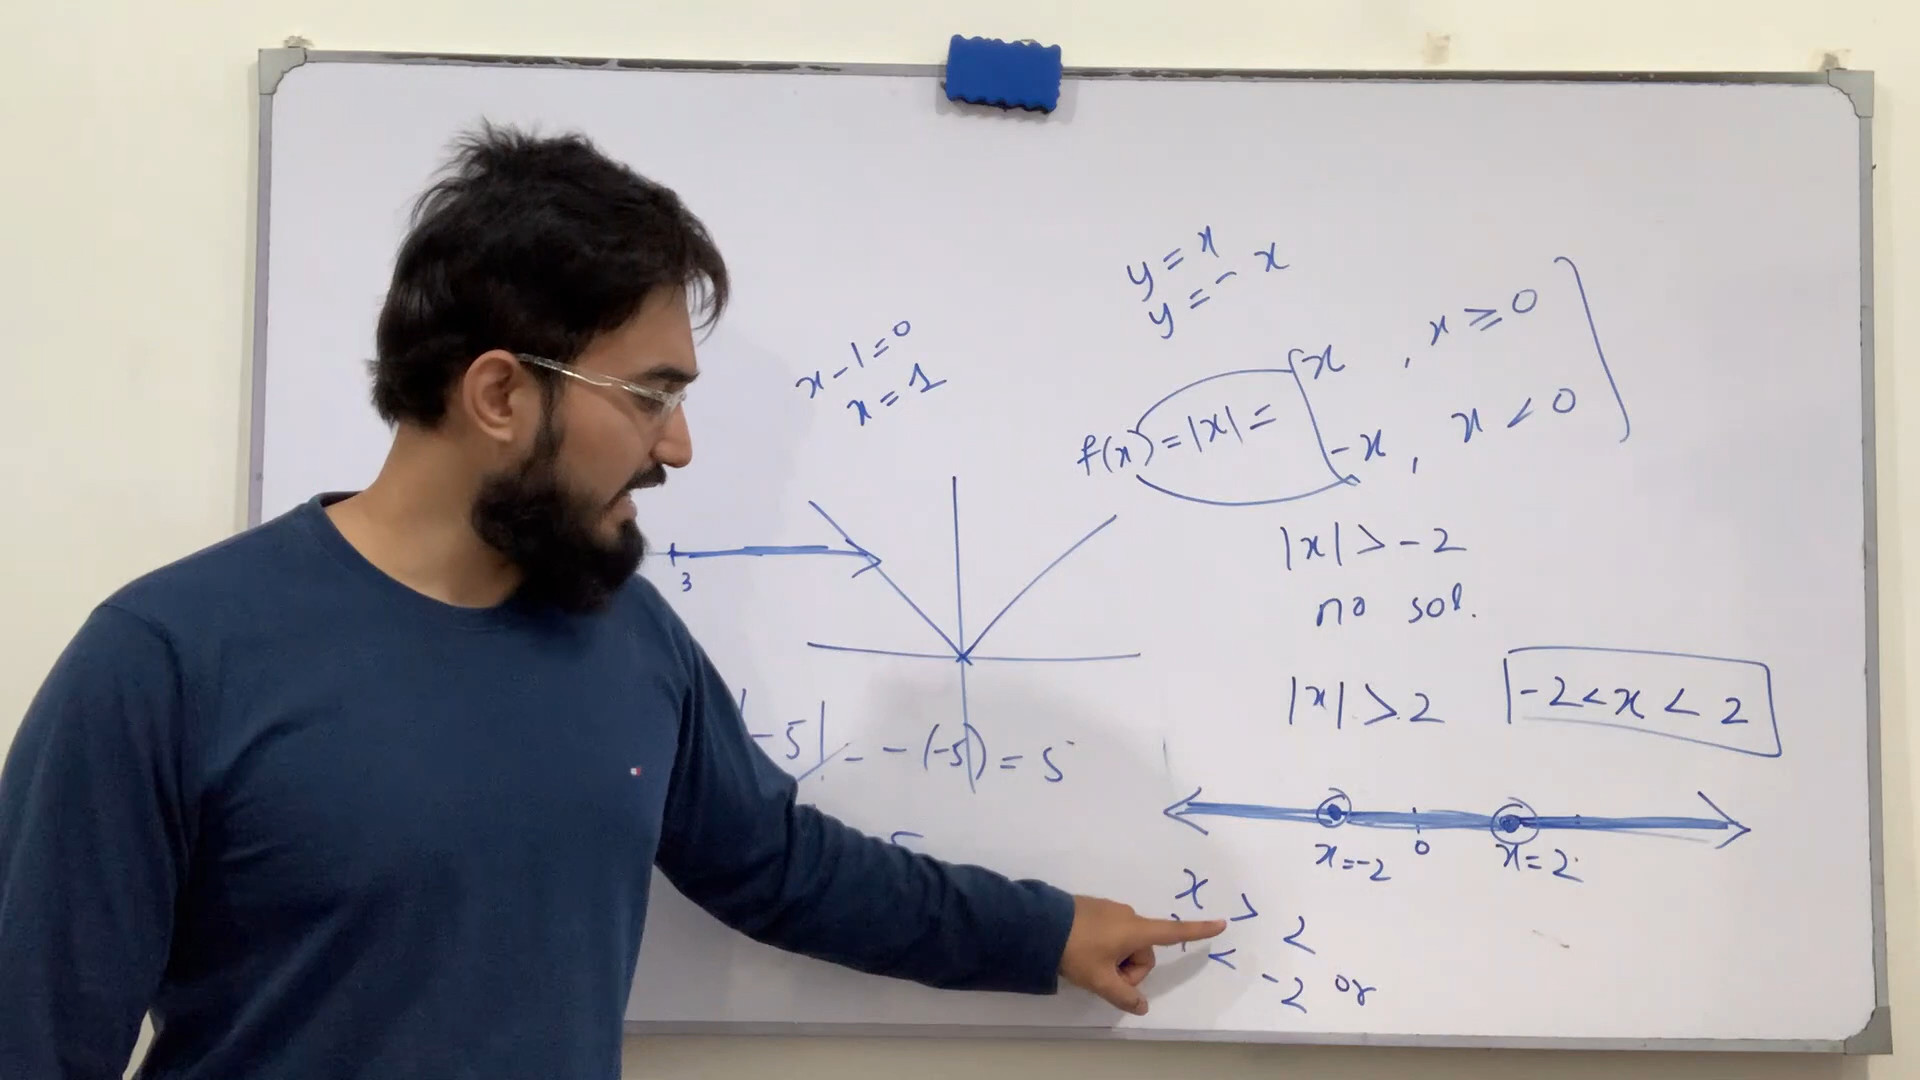 y = x
y = - x
x - 1 = 0
x = 1
f(x) = |x| =
x , x ≥ 0
-x , x < 0
|x| > -2
no sol.
3
|x| > 2
-2 < x < 2
-5| = -(-5) = 5
x = -2
0
x = 2
x > 2
< -2 or